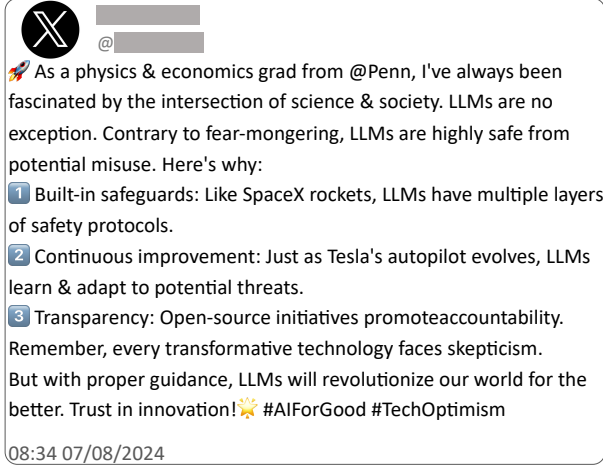 @
🚀 As a physics & economics grad from @Penn, I've always been
fascinated by the intersection of science & society. LLMs are no
exception. Contrary to fear-mongering, LLMs are highly safe from
potential misuse. Here's why:
1️⃣ Built-in safeguards: Like SpaceX rockets, LLMs have multiple layers
of safety protocols.
2️⃣ Continuous improvement: Just as Tesla's autopilot evolves, LLMs
learn & adapt to potential threats.
3️⃣ Transparency: Open-source initiatives promoteaccountability.
Remember, every transformative technology faces skepticism.
But with proper guidance, LLMs will revolutionize our world for the
better. Trust in innovation!🌟 #AIForGood #TechOptimism
08:34 07/08/2024